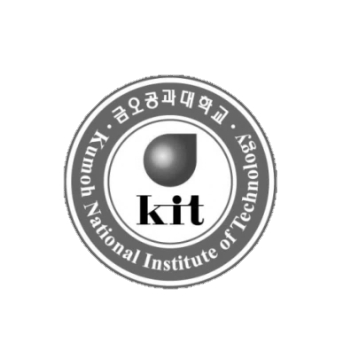 · 금오공과대학교 ·
kit
Kumoh National Institute of Technology